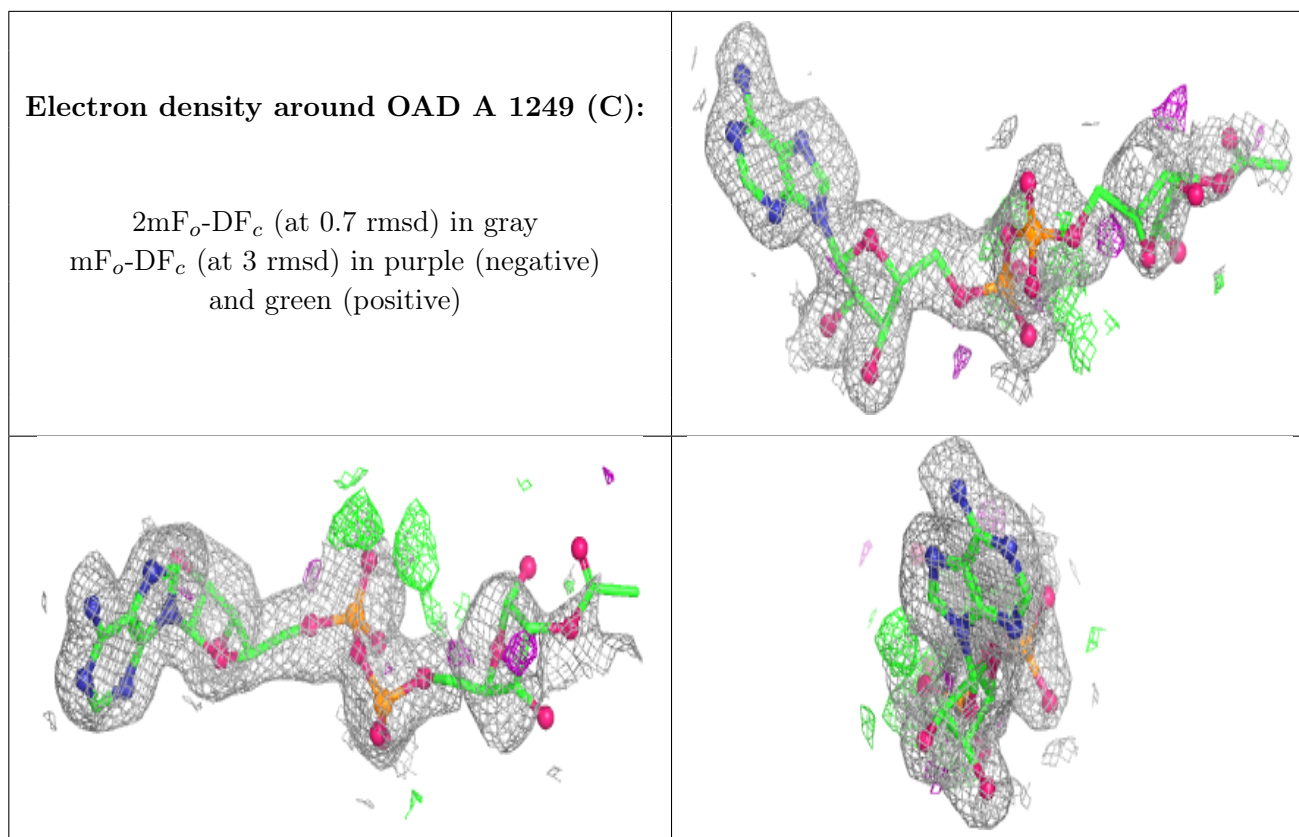 Electron density around OAD A 1249 (C):
2mFo-DFc (at 0.7 rmsd) in gray
mFo-DFc (at 3 rmsd) in purple (negative)
and green (positive)